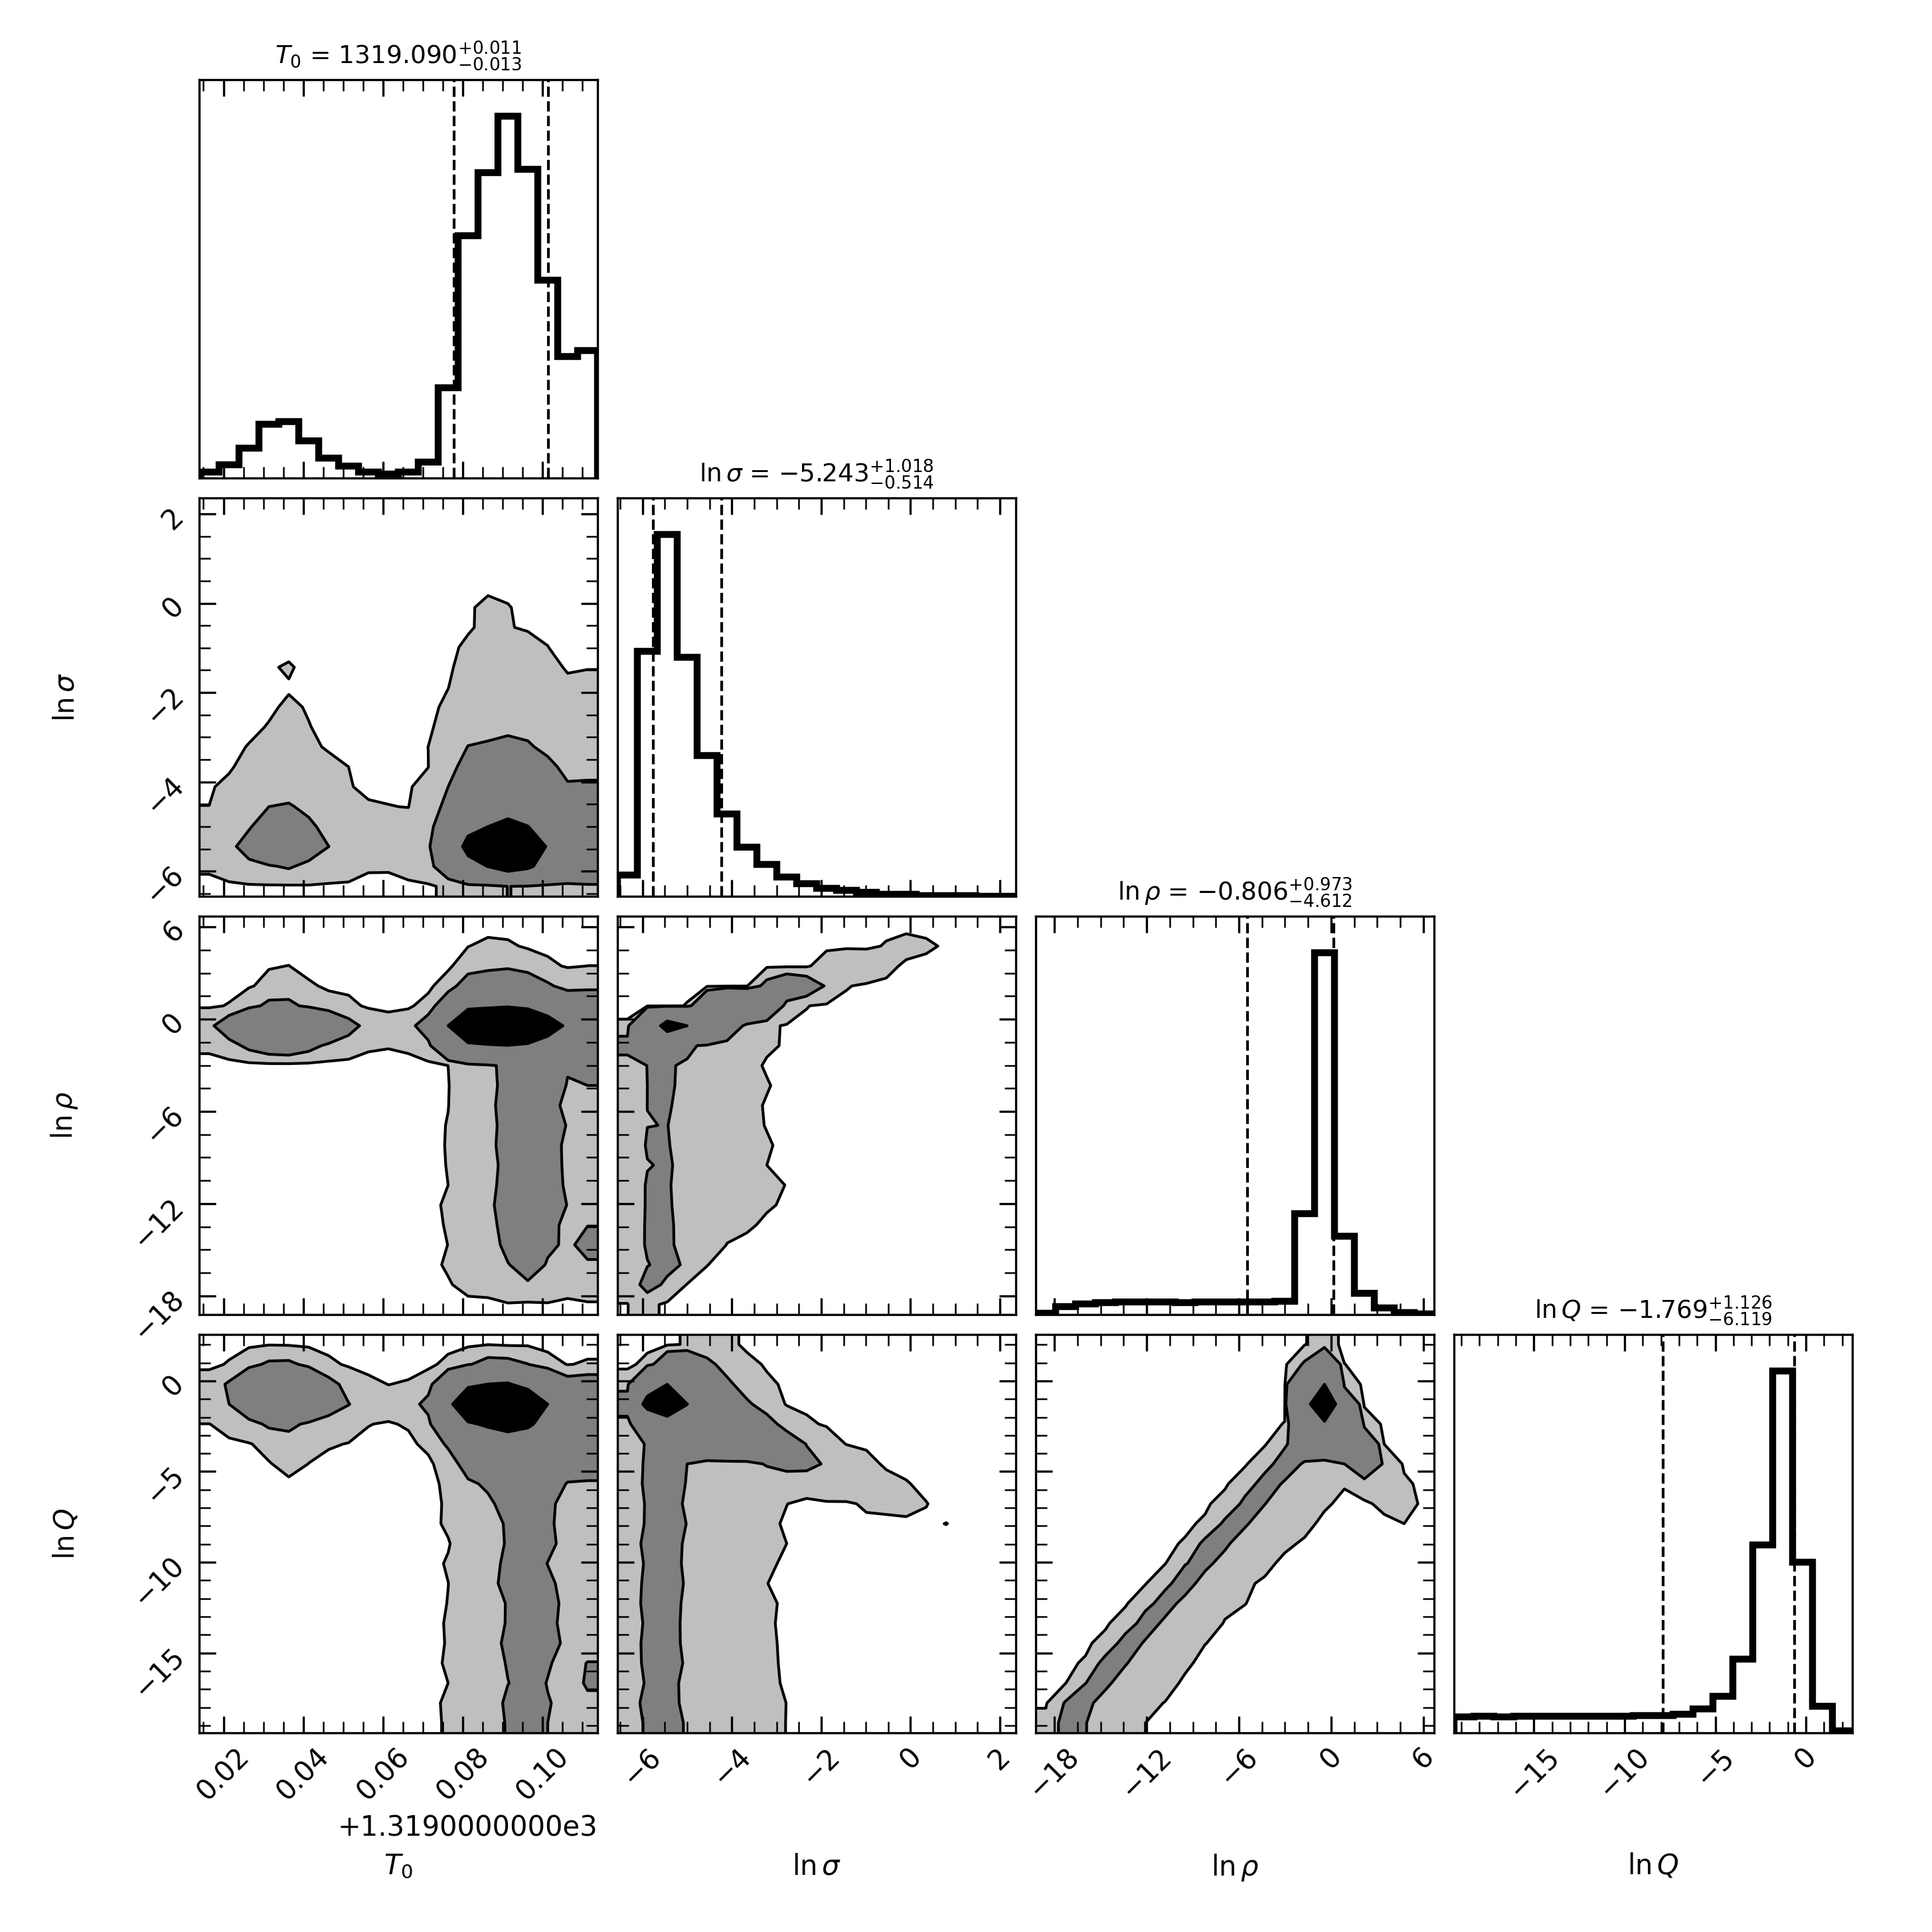 T₀ = 1319.090⁺⁰·⁰¹¹₋₀.₀₁₃
ln σ = −5.243⁺¹·⁰¹⁸₋₀.₅₁₄
ln ρ = −0.806⁺⁰·⁹⁷³₋₄.₆₁₂
ln Q = −1.769⁺¹·¹²⁶₋₆.₁₁₉
2
0
−2
−4
−6
ln σ
6
0
−6
−12
−18
ln ρ
0
−5
−10
−15
ln Q
0.02 0.04 0.06 0.08 0.10
−6 −4 −2 0 2
−18 −12 −6 0 6
−15 −10 −5 0
+1.3190000000e3
T₀ ln σ ln ρ ln Q